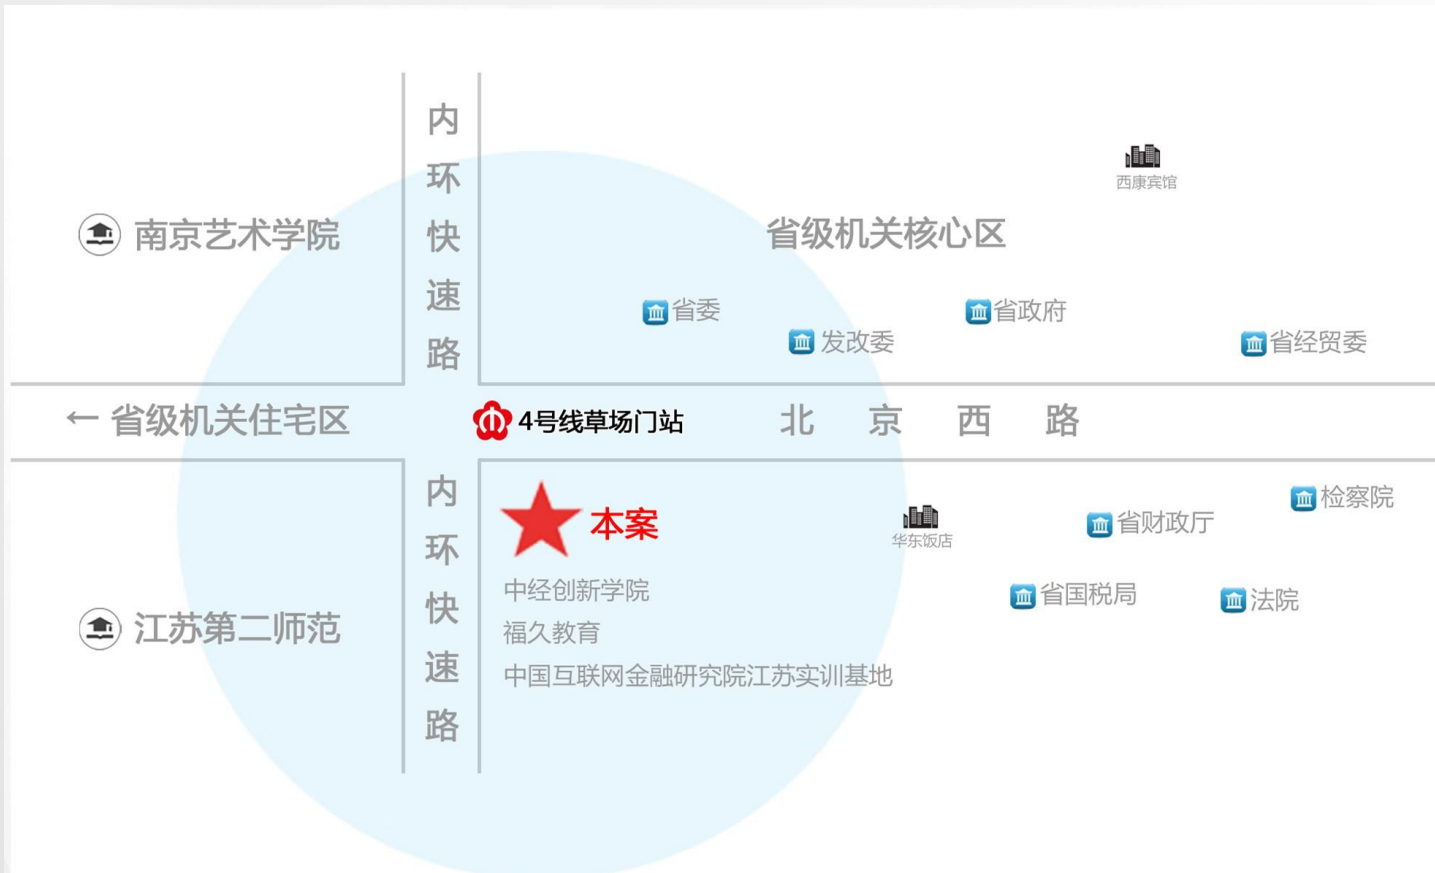 内环快速路
西康宾馆
南京艺术学院
省级机关核心区
省委
省政府
发改委
省经贸委
← 省级机关住宅区
4号线草场门站
北京西路
内环快速路
本案
检察院
省财政厅
华东饭店
中经创新学院
省国税局
法院
江苏第二师范
福久教育
中国互联网金融研究院江苏实训基地